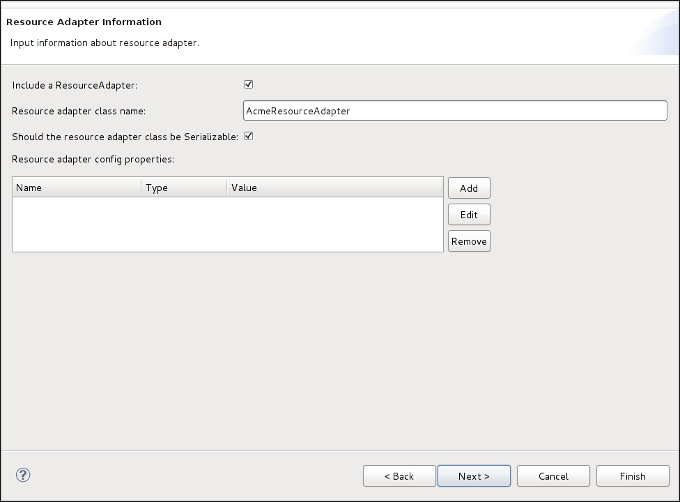 Resource Adapter Information
Input information about resource adapter.
Include a ResourceAdapter:
Resource adapter class name: AcmeResourceAdapter
Should the resource adapter class be Serializable:
Resource adapter config properties:
Name Type Value
Add
Edit
Remove
? < Back Next > Cancel Finish